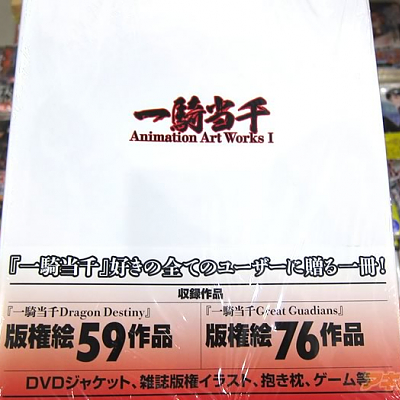 一騎当千
Animation Art Works I
『一騎当千』好きの全てのユーザーに贈る一冊!
収録作品
『一騎当千Dragon Destiny』
版権絵59作品
『一騎当千Great Guadians』
版権絵76作品
DVDジャケット、雑誌版権イラスト、抱き枕、ゲーム等